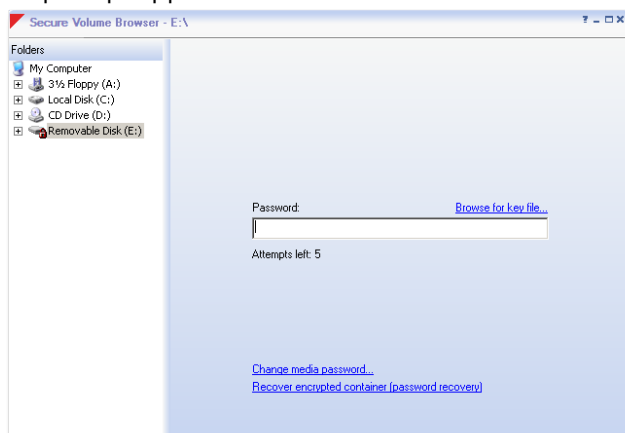 Secure Volume Browser - E:\
Folders
My Computer
3½ Floppy (A:)
Local Disk (C:)
CD Drive (D:)
Removable Disk (E:)
Password:
Browse for key file...
Attempts left: 5
Change media password...
Recover encrypted container (password recovery)